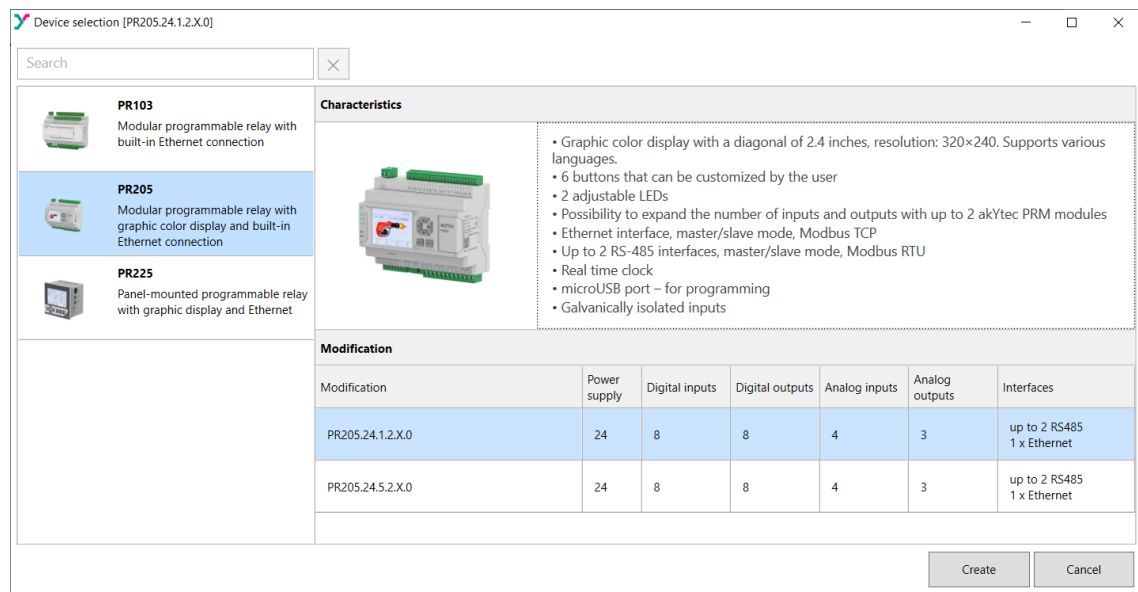 Device selection [PR205.24.1.2.X.0]
Search
PR103
Modular programmable relay with
built-in Ethernet connection
PR205
Modular programmable relay with
graphic color display and built-in
Ethernet connection
PR225
Panel-mounted programmable relay
with graphic display and Ethernet
Characteristics
• Graphic color display with a diagonal of 2.4 inches, resolution: 320×240. Supports various
languages.
• 6 buttons that can be customized by the user
• 2 adjustable LEDs
• Possibility to expand the number of inputs and outputs with up to 2 akYtec PRM modules
• Ethernet interface, master/slave mode, Modbus TCP
• Up to 2 RS-485 interfaces, master/slave mode, Modbus RTU
• Real time clock
• microUSB port – for programming
• Galvanically isolated inputs
Modification
Modification
Power
supply
Digital inputs
Digital outputs
Analog inputs
Analog
outputs
Interfaces
PR205.24.1.2.X.0
24
8
8
4
3
up to 2 RS485
1 x Ethernet
PR205.24.5.2.X.0
24
8
8
4
3
up to 2 RS485
1 x Ethernet
Create
Cancel